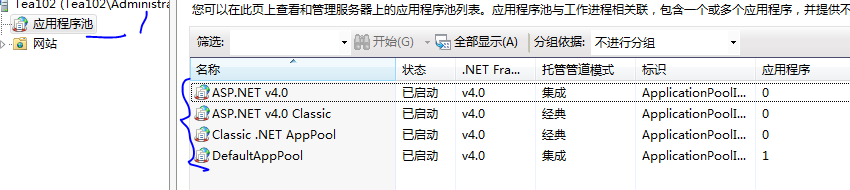 Tea102 (Tea102\Administra
您可以在此页上查看和管理服务器上的应用程序池列表。应用程序池与工作进程相关联，包含一个或多个应用程序，并提供不
应用程序池
网站
筛选: 开始(G) 全部显示(A) 分组依据: 不进行分组
名称 状态 .NET Fra... 托管管道模式 标识 应用程序
ASP.NET v4.0 已启动 v4.0 集成 ApplicationPoolI... 0
ASP.NET v4.0 Classic 已启动 v4.0 经典 ApplicationPoolI... 0
Classic .NET AppPool 已启动 v4.0 经典 ApplicationPoolI... 0
DefaultAppPool 已启动 v4.0 集成 ApplicationPoolI... 1